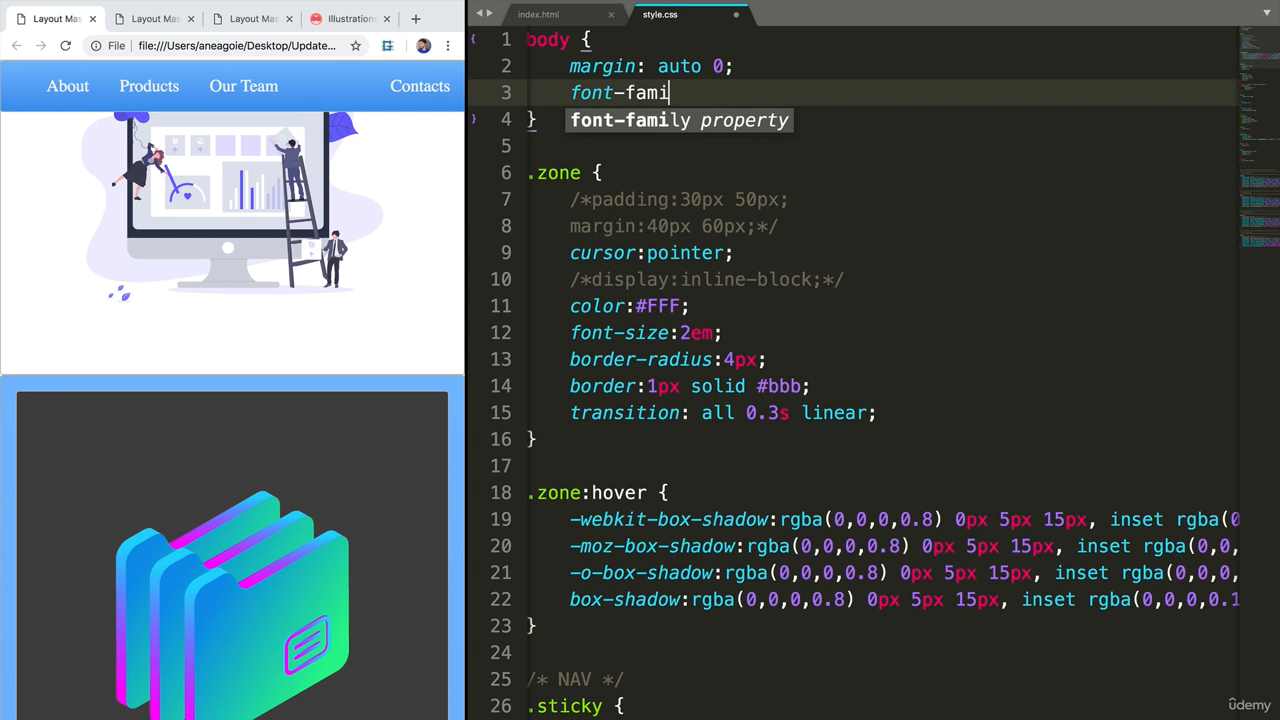 Layout Mas
Layout Mas
Layout Mas
Illustrations
File
file:///Users/aneagoie/Desktop/Update...
About
Products
Our Team
Contacts
index.html
style.css
1 body {
2 margin: auto 0;
3 font-fami
font-family property
4 }
5
6 .zone {
7 /*padding:30px 50px;
8 margin:40px 60px;*/
9 cursor:pointer;
10 /*display:inline-block;*/
11 color:#FFF;
12 font-size:2em;
13 border-radius:4px;
14 border:1px solid #bbb;
15 transition: all 0.3s linear;
16 }
17
18 .zone:hover {
19 -webkit-box-shadow:rgba(0,0,0,0.8) 0px 5px 15px, inset rgba(0
20 -moz-box-shadow:rgba(0,0,0,0.8) 0px 5px 15px, inset rgba(0,0,
21 -o-box-shadow:rgba(0,0,0,0.8) 0px 5px 15px, inset rgba(0,0,0,
22 box-shadow:rgba(0,0,0,0.8) 0px 5px 15px, inset rgba(0,0,0,0.1
23 }
24
25 /* NAV */
26 .sticky {
ûdemy